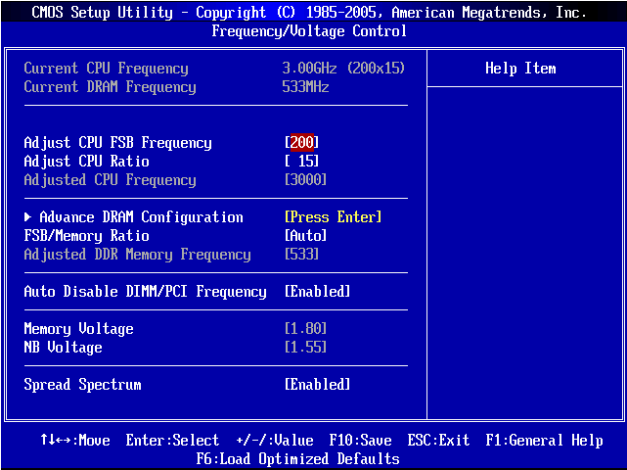 CMOS Setup Utility - Copyright (C) 1985-2005, American Megatrends, Inc.
Frequency/Voltage Control
Current CPU Frequency 3.00GHz (200x15)
Current DRAM Frequency 533MHz
Help Item
Adjust CPU FSB Frequency [200]
Adjust CPU Ratio [ 15]
Adjusted CPU Frequency [3000]
▶ Advance DRAM Configuration [Press Enter]
FSB/Memory Ratio [Auto]
Adjusted DDR Memory Frequency [533]
Auto Disable DIMM/PCI Frequency [Enabled]
Memory Voltage [1.80]
NB Voltage [1.55]
Spread Spectrum [Enabled]
↑↓↔:Move Enter:Select +/-/:Value F10:Save ESC:Exit F1:General Help
F6:Load Optimized Defaults